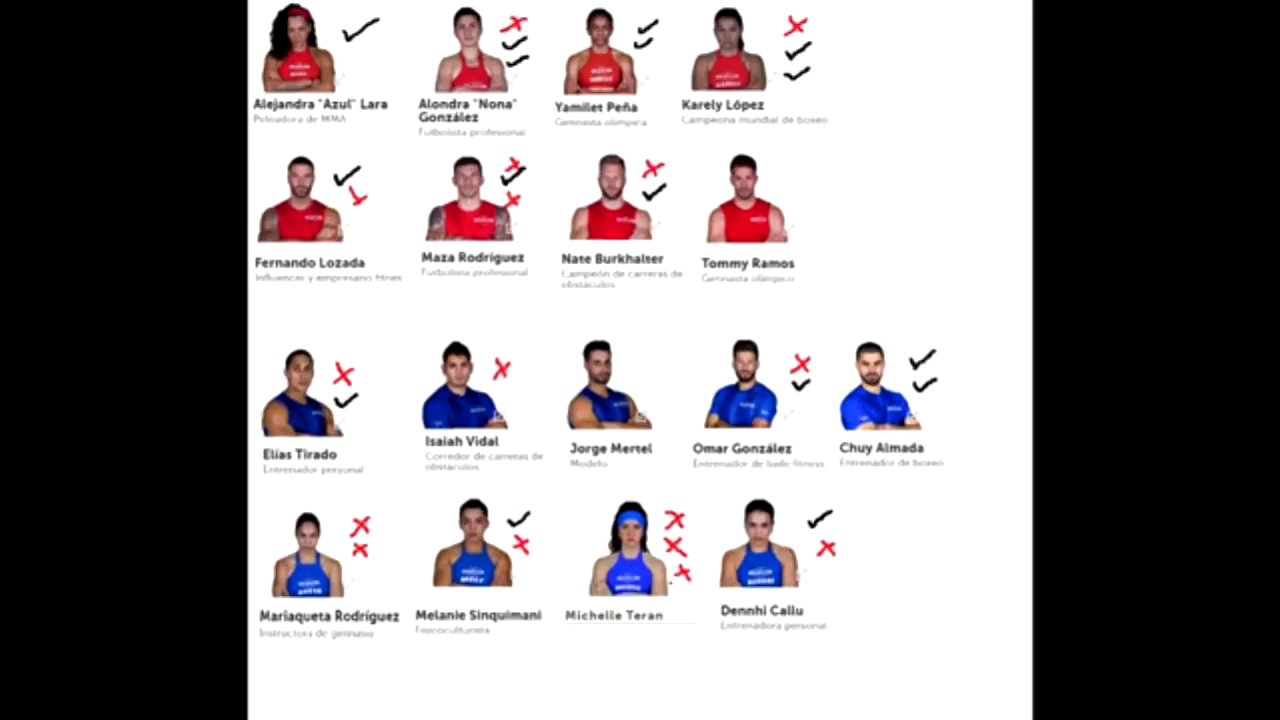 Alejandra "Azul" Lara
Peleadora de MMA
Alondra "Nona"
González
Futbolista profesional
Yamilet Peña
Gimnasta olímpica
Karely López
Campeona mundial de boxeo
Fernando Lozada
Influencer y empresario fitnes
Maza Rodríguez
Futbolista profesional
Nate Burkhalter
Campeón de carreras de
obstáculos
Tommy Ramos
Gimnasta olímpico
Elías Tirado
Entrenador personal
Isaiah Vidal
Corredor de carreras de
obstáculos
Jorge Mertel
Modelo
Omar González
Entrenador de baile fitness
Chuy Almada
Entrenador de boxeo
Mariaqueta Rodríguez
Instructora de gimnasio
Melanie Sinquimani
Fisicoculturista
Michelle Teran
Dennhi Callu
Entrenadora personal